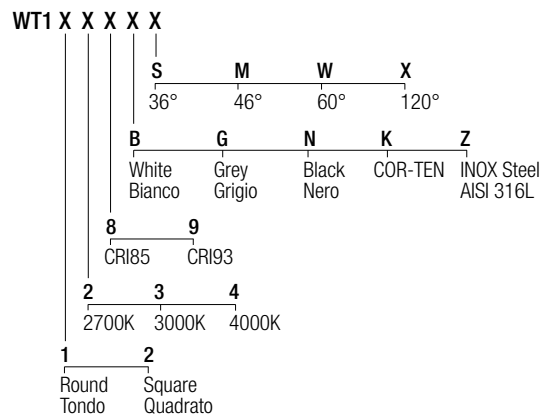 WT1 X X X X X
S M W X
36° 46° 60° 120°
B G N K Z
White Grey Black COR-TEN INOX Steel
Bianco Grigio Nero AISI 316L
8 9
CRI85 CRI93
2 3 4
2700K 3000K 4000K
1 2
Round Square
Tondo Quadrato